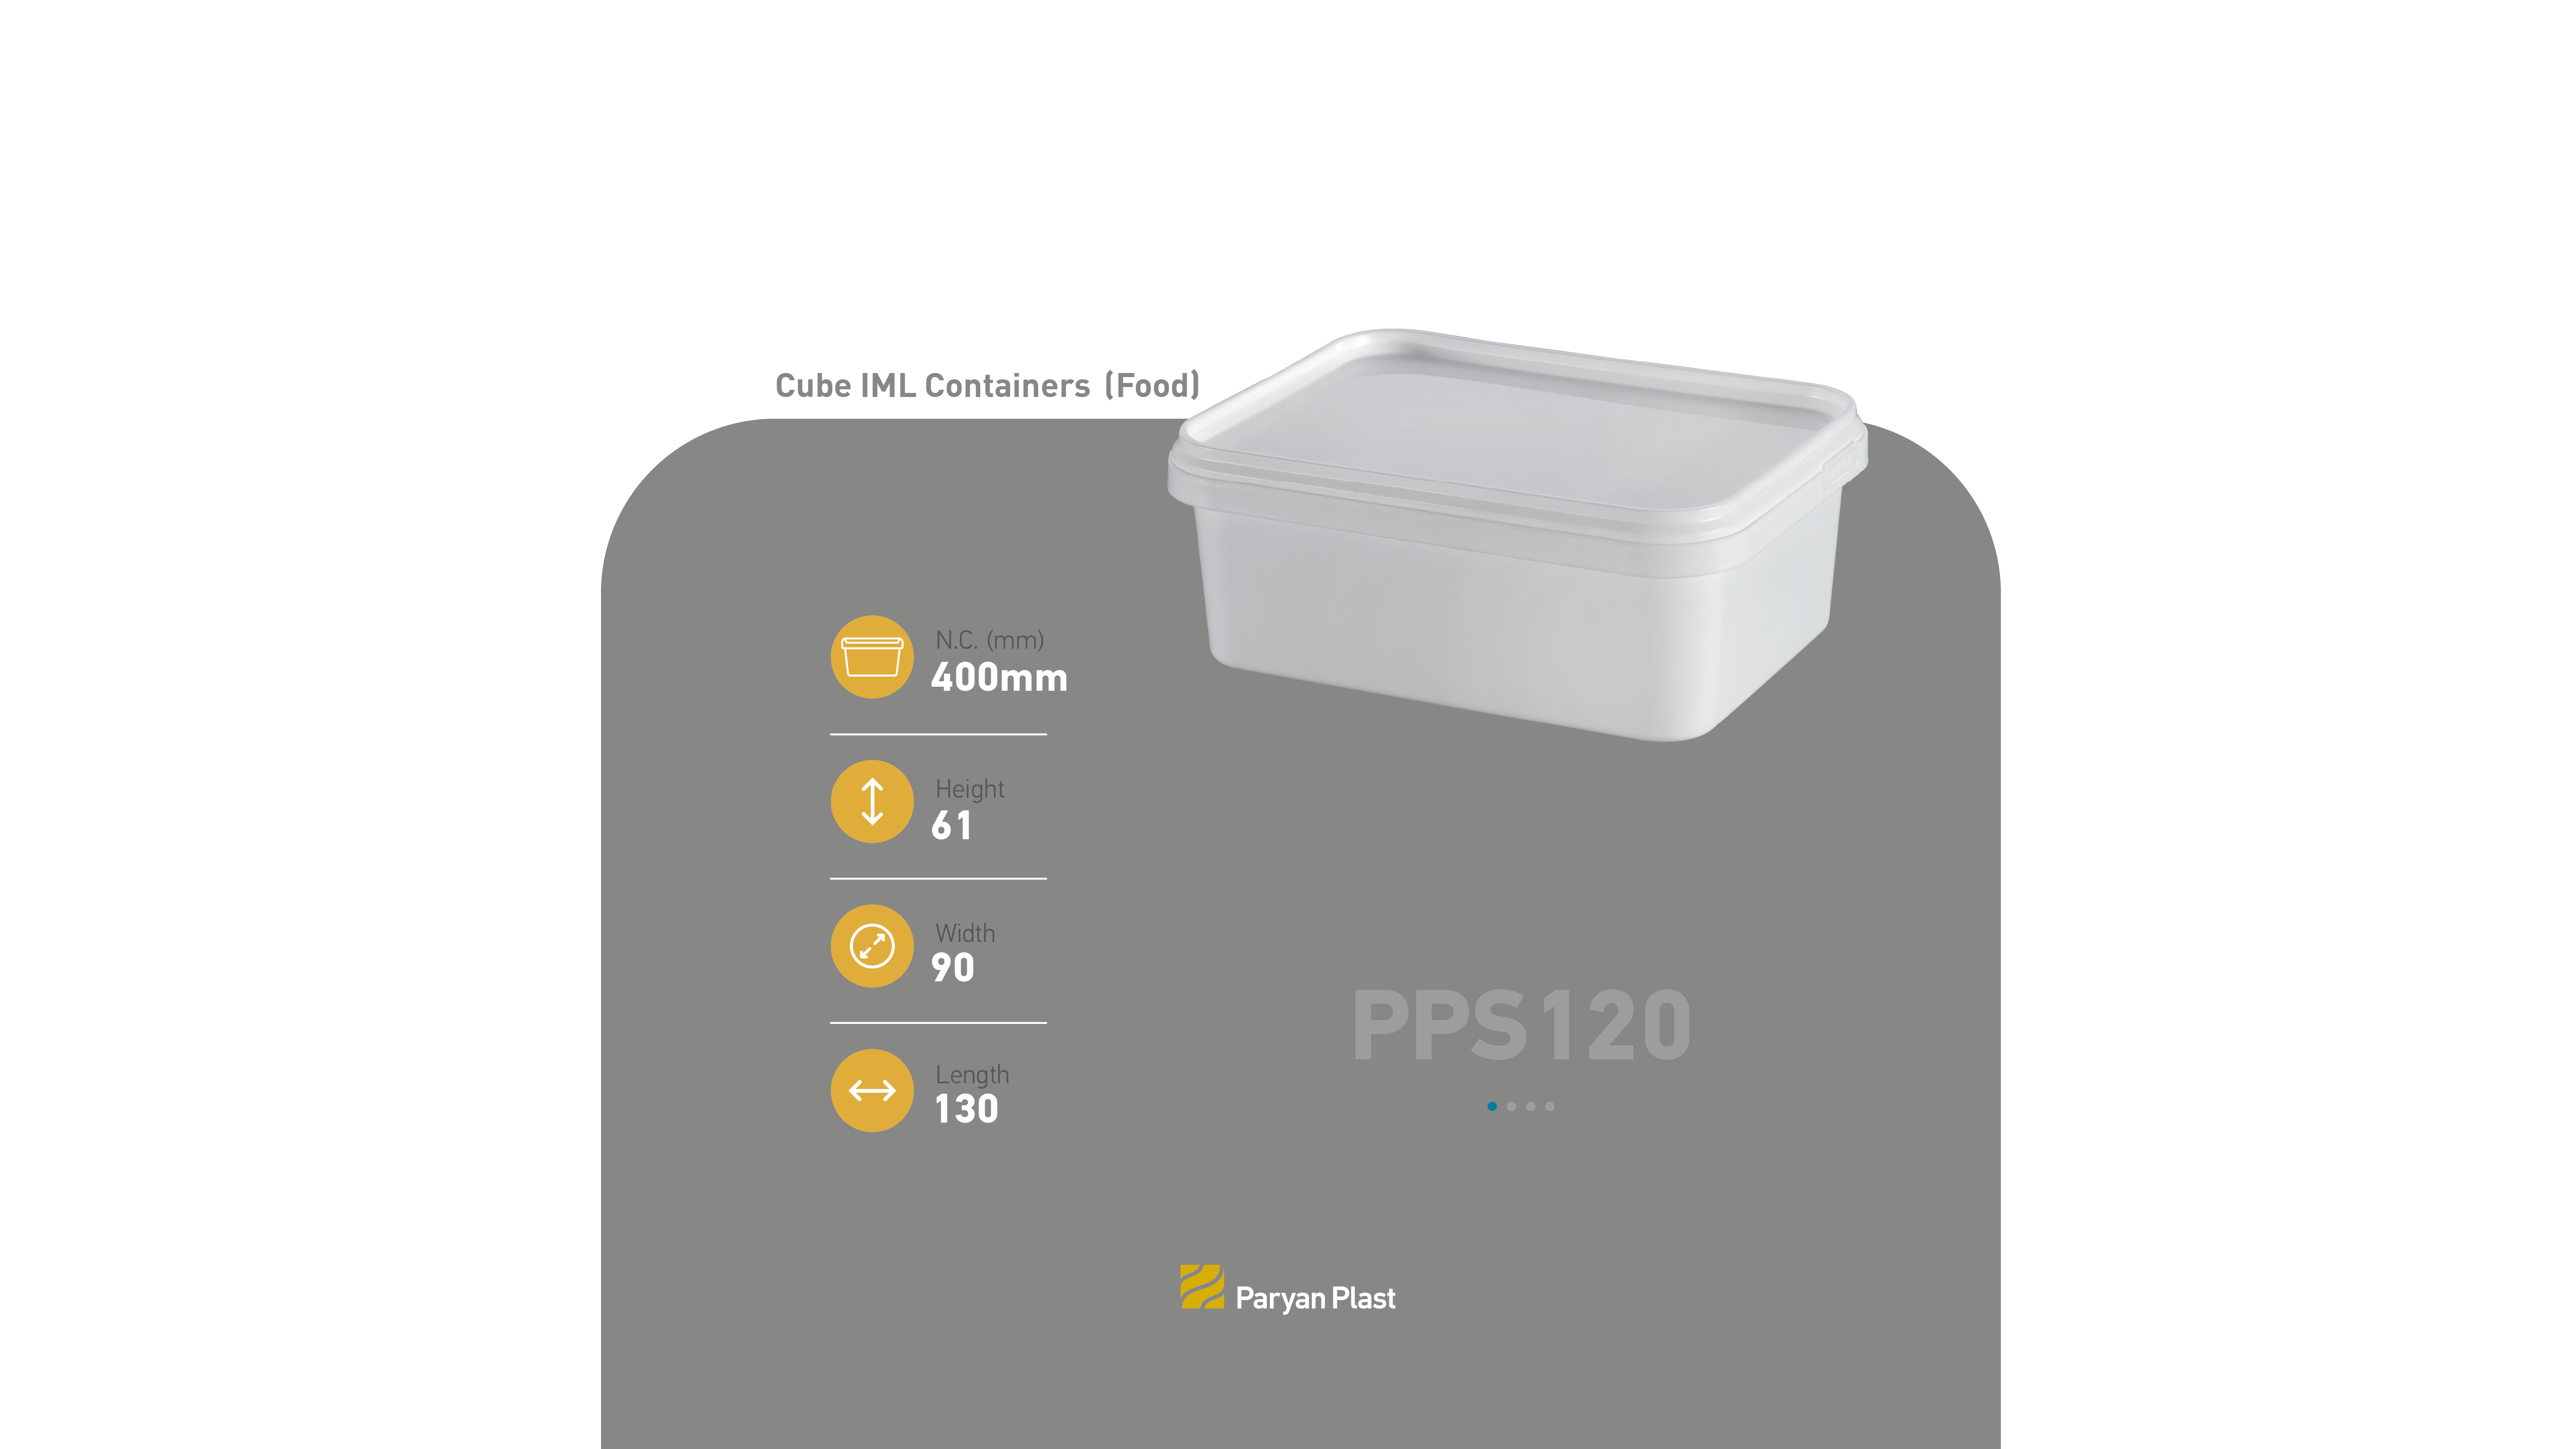 Cube IML Containers (Food)
N.C. (mm)
400mm
Height
61
Width
90
Length
130
PPS120
Paryan Plast